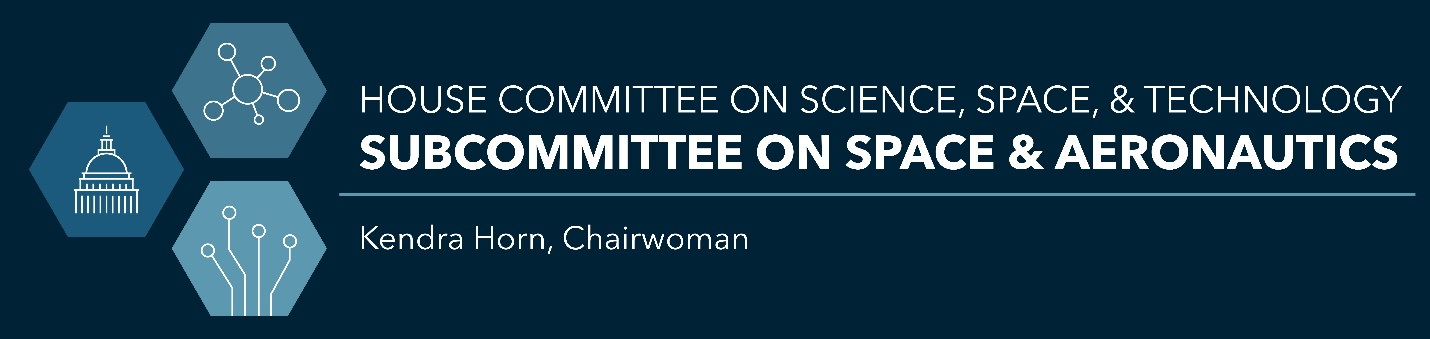 HOUSE COMMITTEE ON SCIENCE, SPACE, & TECHNOLOGY
SUBCOMMITTEE ON SPACE & AERONAUTICS
Kendra Horn, Chairwoman